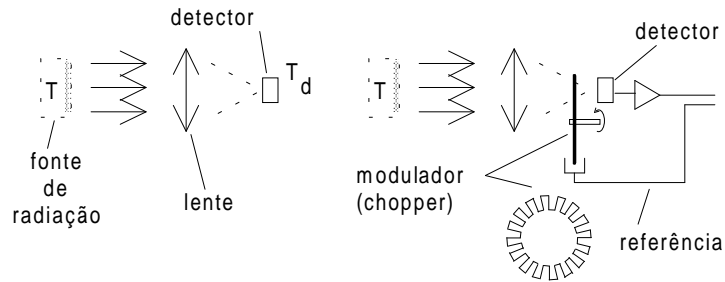 detector
T
T
d
fonte
de
radiação
lente
detector
T
modulador
(chopper)
referência